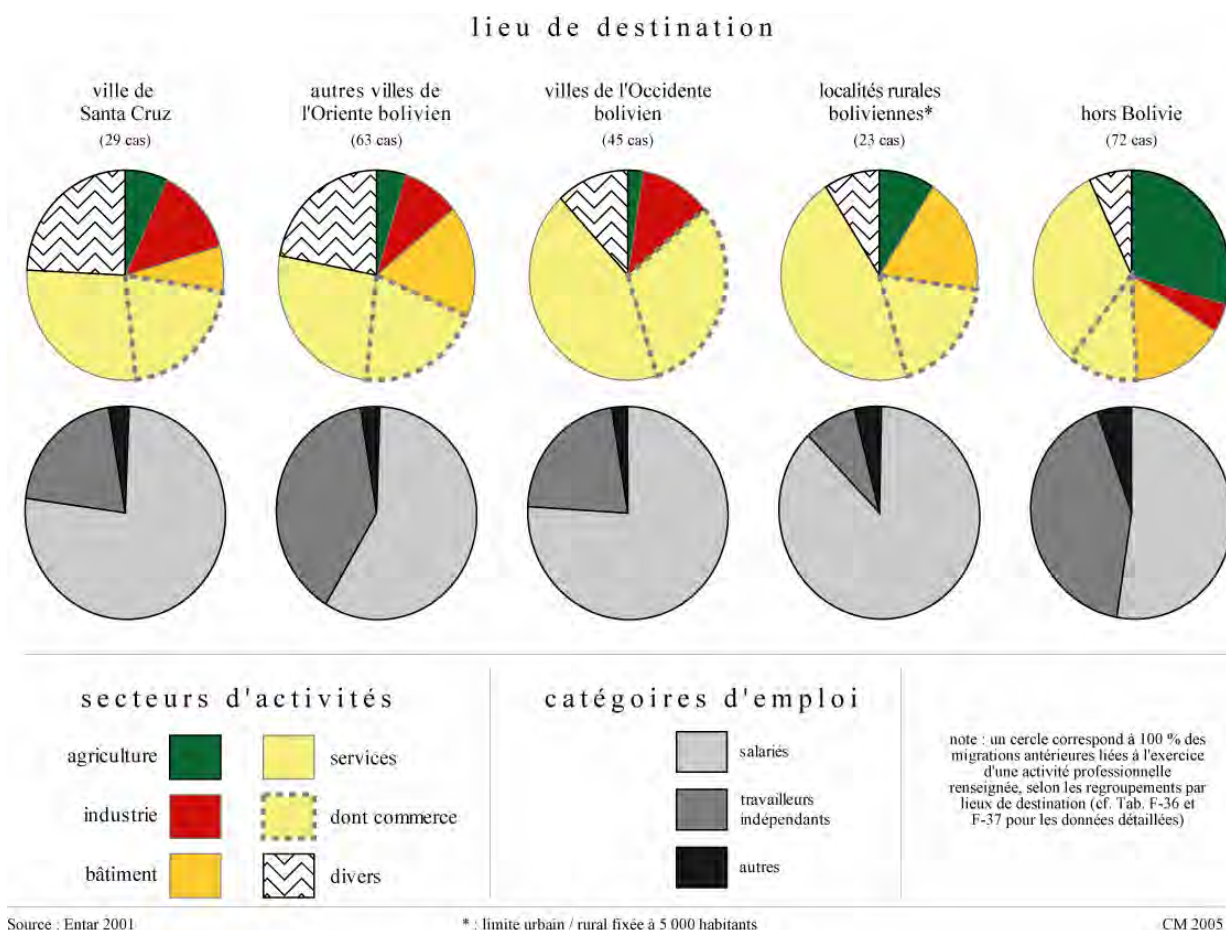 lieu de destination
ville de
Santa Cruz
(29 cas)
autres villes de
l'Oriente bolivien
(63 cas)
villes de l'Occidente
bolivien
(45 cas)
localités rurales
boliviennes*
(23 cas)
hors Bolivie
(72 cas)
secteurs d'activités
agriculture
services
industrie
dont commerce
bâtiment
divers
catégoires d'emploi
salariés
travailleurs
indépendants
autres
note : un cercle correspond à 100 % des
migrations antérieures liées à l'exercice
d'une activité professionnelle
renseignée, selon les regroupements par
lieux de destination (cf. Tab. F-36 et
F-37 pour les données détaillées)
Source : Entar 2001
* : limite urbain / rural fixée à 5 000 habitants
CM 2005